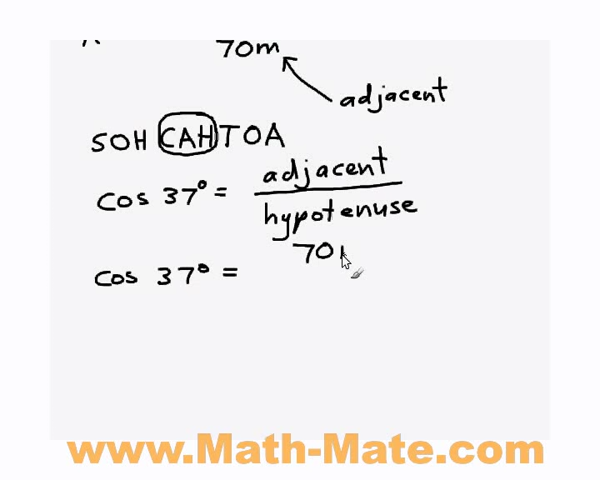 70m
adjacent
SOH CAH TOA
cos 37° = adjacent
hypotenuse
70
cos 37° =
www.Math-Mate.com